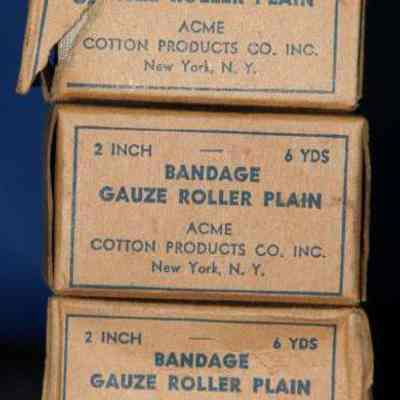 GAUZE ROLLER PLAIN
ACME
COTTON PRODUCTS CO. INC.
New York, N. Y.
2 INCH — 6 YDS
BANDAGE
GAUZE ROLLER PLAIN
ACME
COTTON PRODUCTS CO. INC.
New York, N. Y.
2 INCH — 6 YDS
BANDAGE
GAUZE ROLLER PLAIN